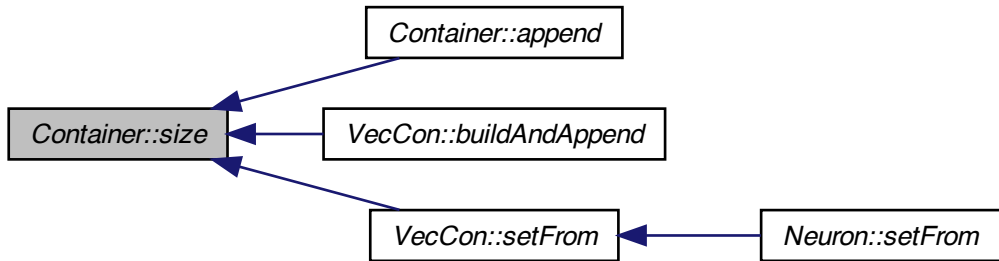 Container::append
Container::size
VecCon::buildAndAppend
VecCon::setFrom
Neuron::setFrom